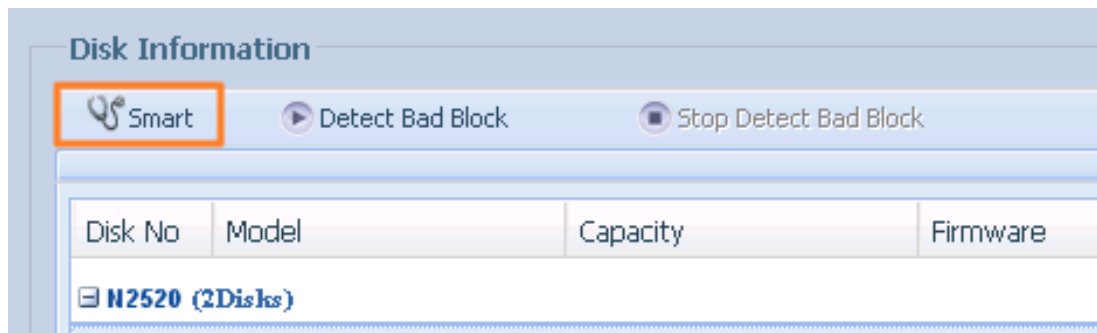 Disk Information
Smart Detect Bad Block Stop Detect Bad Block
Disk No Model Capacity Firmware
N2520 (2Disks)